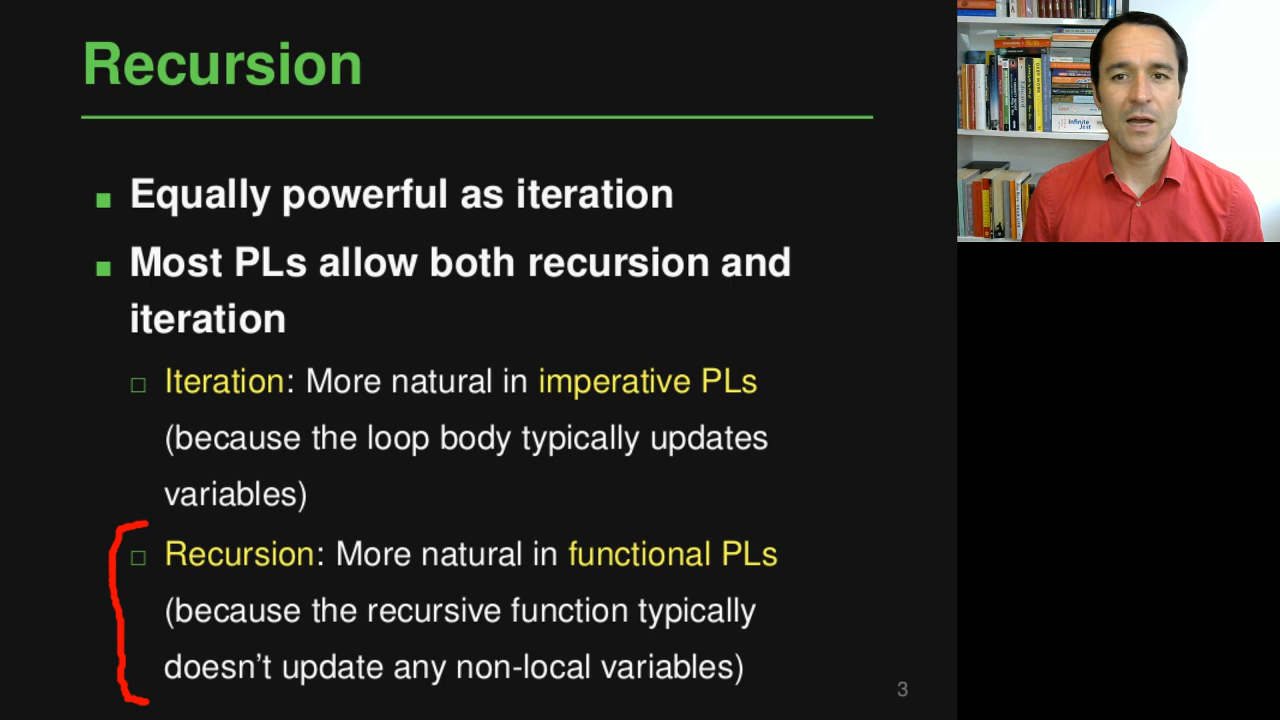 Recursion
Equally powerful as iteration
Most PLs allow both recursion and
iteration
Iteration: More natural in imperative PLs
(because the loop body typically updates
variables)
Recursion: More natural in functional PLs
(because the recursive function typically
doesn't update any non-local variables)
3
Infinite
Jest